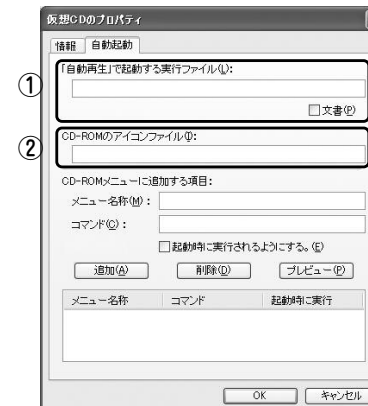 仮想CDのプロパティ
情報 自動起動
① 「自動再生」で起動する実行ファイル(L):
文書(P)
② CD-ROMのアイコンファイル(I):
CD-ROMメニューに追加する項目:
メニュー名称(M):
コマンド(C):
起動時に実行されるようにする。(E)
追加(A) 削除(D) プレビュー(P)
メニュー名称 コマンド 起動時に実行
OK キャンセル